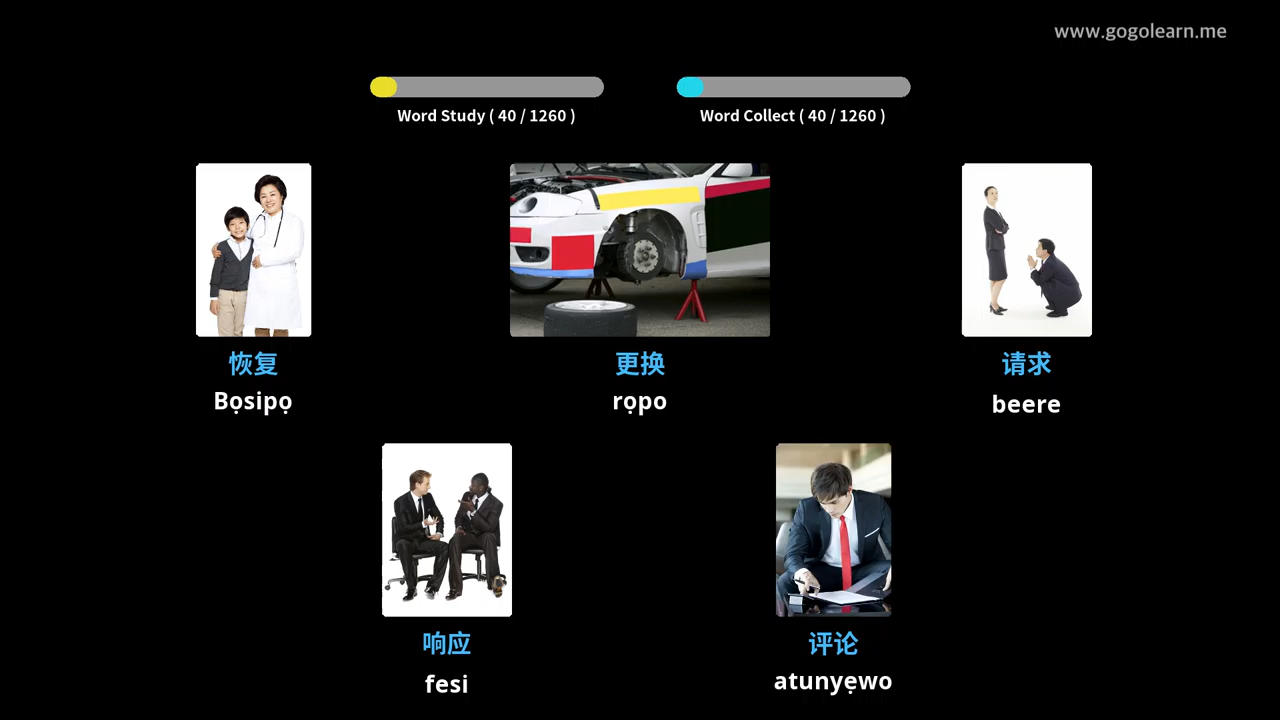 www.gogolearn.me
Word Study ( 40 / 1260 )
Word Collect ( 40 / 1260 )
恢复
更换
请求
Bọsipọ
rọpo
beere
响应
评论
fesi
atunyẹwo